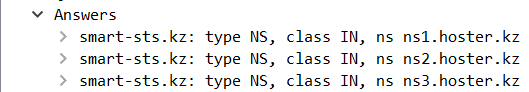 Answers
smart-sts.kz: type NS, class IN, ns ns1.hoster.kz
smart-sts.kz: type NS, class IN, ns ns2.hoster.kz
smart-sts.kz: type NS, class IN, ns ns3.hoster.kz